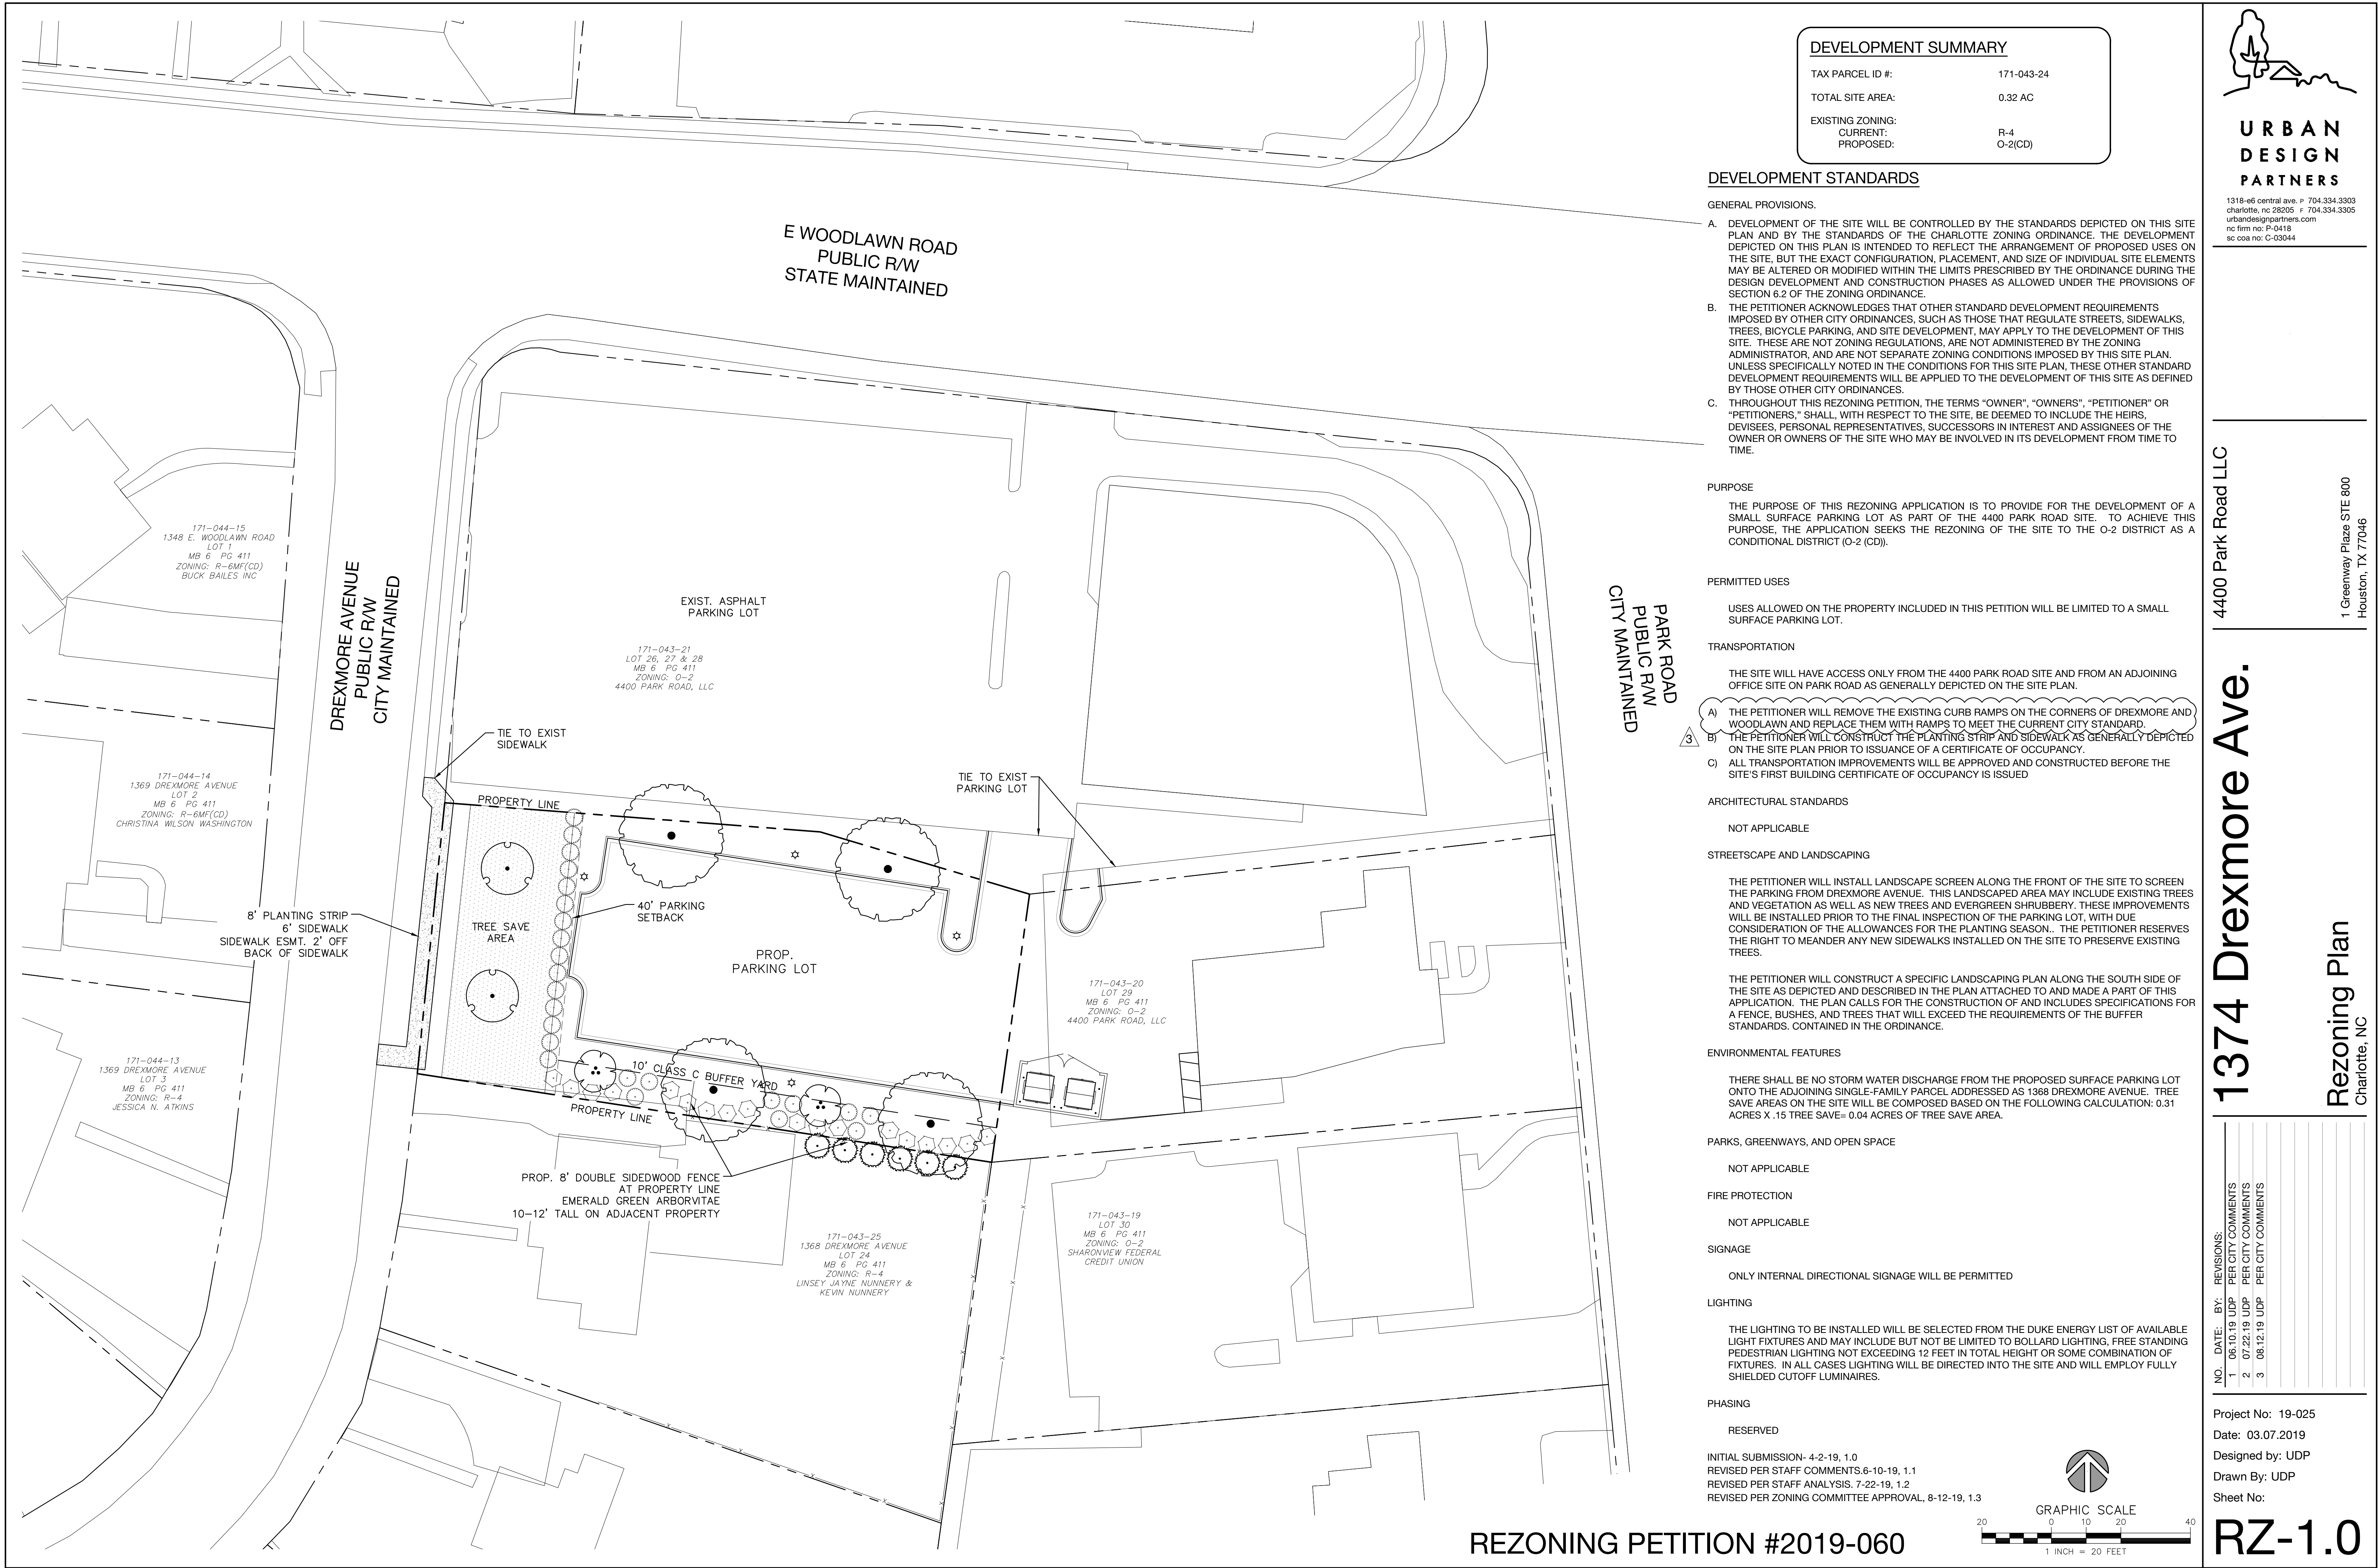 DEVELOPMENT SUMMARY
TAX PARCEL ID #: 171-043-24
TOTAL SITE AREA: 0.32 AC
EXISTING ZONING:
CURRENT: R-4
PROPOSED: O-2(CD)
DEVELOPMENT STANDARDS
GENERAL PROVISIONS.
A. DEVELOPMENT OF THE SITE WILL BE CONTROLLED BY THE STANDARDS DEPICTED ON THIS SITE
PLAN AND BY THE STANDARDS OF THE CHARLOTTE ZONING ORDINANCE. THE DEVELOPMENT
DEPICTED ON THIS PLAN IS INTENDED TO REFLECT THE ARRANGEMENT OF PROPOSED USES ON
THE SITE, BUT THE EXACT CONFIGURATION, PLACEMENT, AND SIZE OF INDIVIDUAL SITE ELEMENTS
MAY BE ALTERED OR MODIFIED WITHIN THE LIMITS PRESCRIBED BY THE ORDINANCE DURING THE
DESIGN DEVELOPMENT AND CONSTRUCTION PHASES AS ALLOWED UNDER THE PROVISIONS OF
SECTION 6.2 OF THE ZONING ORDINANCE.
B. THE PETITIONER ACKNOWLEDGES THAT OTHER STANDARD DEVELOPMENT REQUIREMENTS
IMPOSED BY OTHER CITY ORDINANCES, SUCH AS THOSE THAT REGULATE STREETS, SIDEWALKS,
TREES, BICYCLE PARKING, AND SITE DEVELOPMENT, MAY APPLY TO THE DEVELOPMENT OF THIS
SITE. THESE ARE NOT ZONING REGULATIONS, ARE NOT ADMINISTERED BY THE ZONING
ADMINISTRATOR, AND ARE NOT SEPARATE ZONING CONDITIONS IMPOSED BY THIS SITE PLAN.
UNLESS SPECIFICALLY NOTED IN THE CONDITIONS FOR THIS SITE PLAN, THESE OTHER STANDARD
DEVELOPMENT REQUIREMENTS WILL BE APPLIED TO THE DEVELOPMENT OF THIS SITE AS DEFINED
BY THOSE OTHER CITY ORDINANCES.
C. THROUGHOUT THIS REZONING PETITION, THE TERMS “OWNER”, “OWNERS”, “PETITIONER” OR
“PETITIONERS,” SHALL, WITH RESPECT TO THE SITE, BE DEEMED TO INCLUDE THE HEIRS,
DEVISEES, PERSONAL REPRESENTATIVES, SUCCESSORS IN INTEREST AND ASSIGNEES OF THE
OWNER OR OWNERS OF THE SITE WHO MAY BE INVOLVED IN ITS DEVELOPMENT FROM TIME TO
TIME.
PURPOSE
THE PURPOSE OF THIS REZONING APPLICATION IS TO PROVIDE FOR THE DEVELOPMENT OF A
SMALL SURFACE PARKING LOT AS PART OF THE 4400 PARK ROAD SITE. TO ACHIEVE THIS
PURPOSE, THE APPLICATION SEEKS THE REZONING OF THE SITE TO THE O-2 DISTRICT AS A
CONDITIONAL DISTRICT (O-2 (CD)).
PERMITTED USES
USES ALLOWED ON THE PROPERTY INCLUDED IN THIS PETITION WILL BE LIMITED TO A SMALL
SURFACE PARKING LOT.
TRANSPORTATION
THE SITE WILL HAVE ACCESS ONLY FROM THE 4400 PARK ROAD SITE AND FROM AN ADJOINING
OFFICE SITE ON PARK ROAD AS GENERALLY DEPICTED ON THE SITE PLAN.
A) THE PETITIONER WILL REMOVE THE EXISTING CURB RAMPS ON THE CORNERS OF DREXMORE AND
WOODLAWN AND REPLACE THEM WITH RAMPS TO MEET THE CURRENT CITY STANDARD.
3
B) THE PETITIONER WILL CONSTRUCT THE PLANTING STRIP AND SIDEWALK AS GENERALLY DEPICTED
ON THE SITE PLAN PRIOR TO ISSUANCE OF A CERTIFICATE OF OCCUPANCY.
C) ALL TRANSPORTATION IMPROVEMENTS WILL BE APPROVED AND CONSTRUCTED BEFORE THE
SITE'S FIRST BUILDING CERTIFICATE OF OCCUPANCY IS ISSUED
ARCHITECTURAL STANDARDS
NOT APPLICABLE
STREETSCAPE AND LANDSCAPING
THE PETITIONER WILL INSTALL LANDSCAPE SCREEN ALONG THE FRONT OF THE SITE TO SCREEN
THE PARKING FROM DREXMORE AVENUE. THIS LANDSCAPED AREA MAY INCLUDE EXISTING TREES
AND VEGETATION AS WELL AS NEW TREES AND EVERGREEN SHRUBBERY. THESE IMPROVEMENTS
WILL BE INSTALLED PRIOR TO THE FINAL INSPECTION OF THE PARKING LOT, WITH DUE
CONSIDERATION OF THE ALLOWANCES FOR THE PLANTING SEASON.. THE PETITIONER RESERVES
THE RIGHT TO MEANDER ANY NEW SIDEWALKS INSTALLED ON THE SITE TO PRESERVE EXISTING
TREES.
THE PETITIONER WILL CONSTRUCT A SPECIFIC LANDSCAPING PLAN ALONG THE SOUTH SIDE OF
THE SITE AS DEPICTED AND DESCRIBED IN THE PLAN ATTACHED TO AND MADE A PART OF THIS
APPLICATION. THE PLAN CALLS FOR THE CONSTRUCTION OF AND INCLUDES SPECIFICATIONS FOR
A FENCE, BUSHES, AND TREES THAT WILL EXCEED THE REQUIREMENTS OF THE BUFFER
STANDARDS. CONTAINED IN THE ORDINANCE.
ENVIRONMENTAL FEATURES
THERE SHALL BE NO STORM WATER DISCHARGE FROM THE PROPOSED SURFACE PARKING LOT
ONTO THE ADJOINING SINGLE-FAMILY PARCEL ADDRESSED AS 1368 DREXMORE AVENUE. TREE
SAVE AREAS ON THE SITE WILL BE COMPOSED BASED ON THE FOLLOWING CALCULATION: 0.31
ACRES X .15 TREE SAVE= 0.04 ACRES OF TREE SAVE AREA.
PARKS, GREENWAYS, AND OPEN SPACE
NOT APPLICABLE
FIRE PROTECTION
NOT APPLICABLE
SIGNAGE
ONLY INTERNAL DIRECTIONAL SIGNAGE WILL BE PERMITTED
LIGHTING
THE LIGHTING TO BE INSTALLED WILL BE SELECTED FROM THE DUKE ENERGY LIST OF AVAILABLE
LIGHT FIXTURES AND MAY INCLUDE BUT NOT BE LIMITED TO BOLLARD LIGHTING, FREE STANDING
PEDESTRIAN LIGHTING NOT EXCEEDING 12 FEET IN TOTAL HEIGHT OR SOME COMBINATION OF
FIXTURES. IN ALL CASES LIGHTING WILL BE DIRECTED INTO THE SITE AND WILL EMPLOY FULLY
SHIELDED CUTOFF LUMINAIRES.
PHASING
RESERVED
INITIAL SUBMISSION- 4-2-19, 1.0
REVISED PER STAFF COMMENTS.6-10-19, 1.1
REVISED PER STAFF ANALYSIS. 7-22-19, 1.2
REVISED PER ZONING COMMITTEE APPROVAL, 8-12-19, 1.3
GRAPHIC SCALE
20 0 10 20 40
1 INCH = 20 FEET
REZONING PETITION #2019-060
E WOODLAWN ROAD
PUBLIC R/W
STATE MAINTAINED
171-044-15
1348 E. WOODLAWN ROAD
LOT 1
MB 6 PG 411
ZONING: R-6MF(CD)
BUCK BAILES INC
DREXMORE AVENUE
PUBLIC R/W
CITY MAINTAINED
EXIST. ASPHALT
PARKING LOT
171-043-21
LOT 26, 27 & 28
MB 6 PG 411
ZONING: O-2
4400 PARK ROAD, LLC
PARK ROAD
PUBLIC R/W
CITY MAINTAINED
TIE TO EXIST
SIDEWALK
TIE TO EXIST
PARKING LOT
171-044-14
1369 DREXMORE AVENUE
LOT 2
MB 6 PG 411
ZONING: R-6MF(CD)
CHRISTINA WILSON WASHINGTON
PROPERTY LINE
8' PLANTING STRIP
6' SIDEWALK
SIDEWALK ESMT. 2' OFF
BACK OF SIDEWALK
TREE SAVE
AREA
40' PARKING
SETBACK
PROP.
PARKING LOT
171-043-20
LOT 29
MB 6 PG 411
ZONING: O-2
4400 PARK ROAD, LLC
171-044-13
1369 DREXMORE AVENUE
LOT 3
MB 6 PG 411
ZONING: R-4
JESSICA N. ATKINS
10' CLASS C BUFFER YARD
PROPERTY LINE
PROP. 8' DOUBLE SIDEDWOOD FENCE
AT PROPERTY LINE
EMERALD GREEN ARBORVITAE
10-12' TALL ON ADJACENT PROPERTY
171-043-25
1368 DREXMORE AVENUE
LOT 24
MB 6 PG 411
ZONING: R-4
LINSEY JAYNE NUNNERY &
KEVIN NUNNERY
171-043-19
LOT 30
MB 6 PG 411
ZONING: O-2
SHARONVIEW FEDERAL
CREDIT UNION
URBAN
DESIGN
PARTNERS
1318-e6 central ave. P 704.334.3303
charlotte, nc 28205 F 704.334.3305
urbandesignpartners.com
nc firm no: P-0418
sc coa no: C-03044
4400 Park Road LLC
1 Greenway Plaze STE 800
Houston, TX 77046
1374 Drexmore Ave.
Rezoning Plan
Charlotte, NC
NO. DATE: BY: REVISIONS:
1 06.10.19 UDP PER CITY COMMENTS
2 07.22.19 UDP PER CITY COMMENTS
3 08.12.19 UDP PER CITY COMMENTS
Project No: 19-025
Date: 03.07.2019
Designed by: UDP
Drawn By: UDP
Sheet No:
RZ-1.0